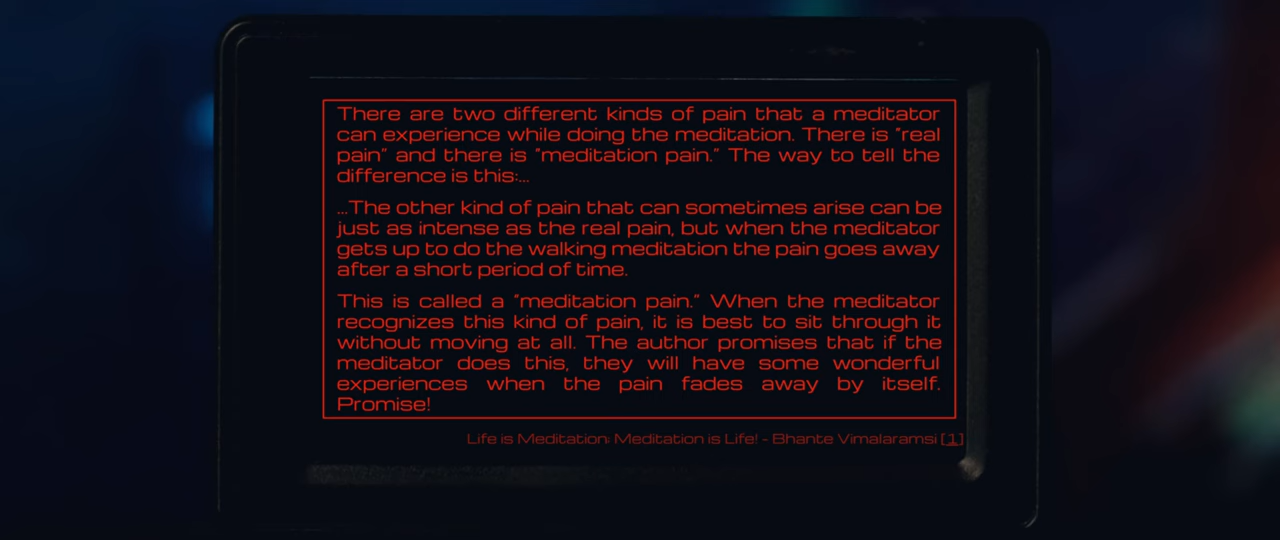 There are two different kinds of pain that a meditator
can experience while doing the meditation. There is "real
pain" and there is "meditation pain." The way to tell the
difference is this:...
...The other kind of pain that can sometimes arise can be
just as intense as the real pain, but when the meditator
gets up to do the walking meditation the pain goes away
after a short period of time.
This is called a "meditation pain." When the meditator
recognizes this kind of pain, it is best to sit through it
without moving at all. The author promises that if the
meditator does this, they will have some wonderful
experiences when the pain fades away by itself.
Promise!
Life is Meditation; Meditation is Life! - Bhante Vimalaramsi [1]